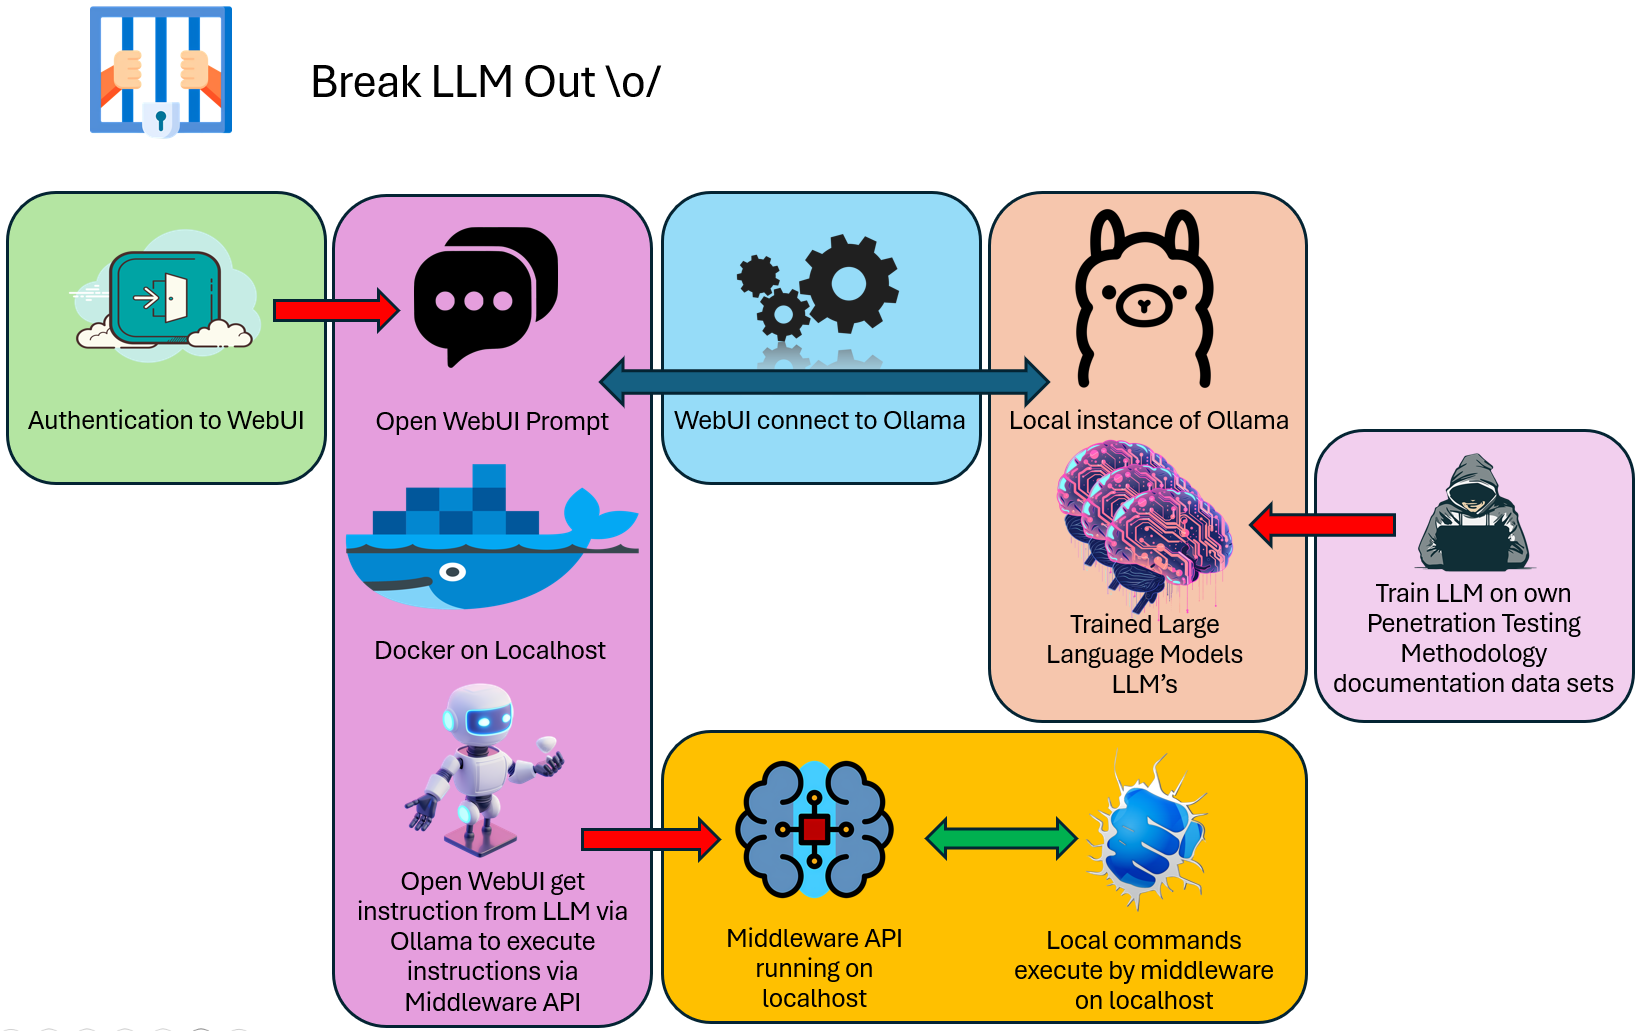 Break LLM Out \o/
Authentication to WebUI
Open WebUI Prompt
WebUI connect to Ollama
Local instance of Ollama
Docker on Localhost
Trained Large
Language Models
LLM's
Train LLM on own
Penetration Testing
Methodology
documentation data sets
Open WebUI get
instruction from LLM via
Ollama to execute
instructions via
Middleware API
Middleware API
running on
localhost
Local commands
execute by middleware
on localhost